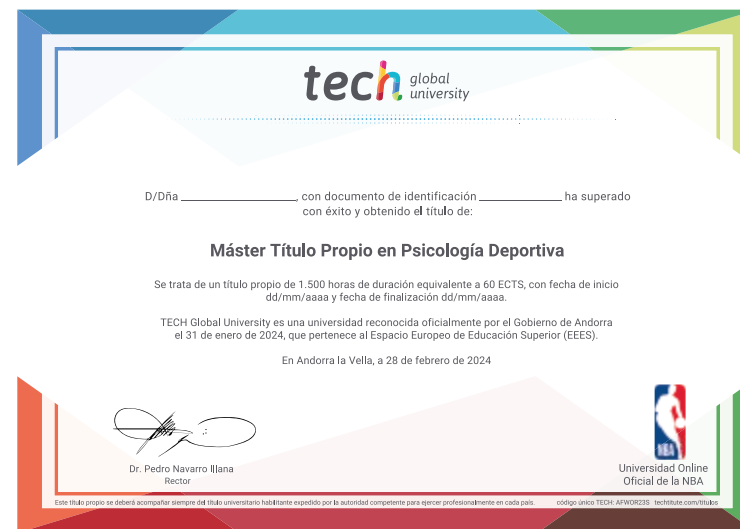 tech global university
D/Dña ____________, con documento de identificación ____________ ha superado
con éxito y obtenido el título de:
Máster Título Propio en Psicología Deportiva
Se trata de un título propio de 1.500 horas de duración equivalente a 60 ECTS, con fecha de inicio
dd/mm/aaaa y fecha de finalización dd/mm/aaaa.
TECH Global University es una universidad reconocida oficialmente por el Gobierno de Andorra
el 31 de enero de 2024, que pertenece al Espacio Europeo de Educación Superior (EEES).
En Andorra la Vella, a 28 de febrero de 2024
Dr. Pedro Navarro Illana
Rector
NBA
Universidad Online
Oficial de la NBA
Este título propio se deberá acompañar siempre del título universitario habilitante expedido por la autoridad competente para ejercer profesionalmente en cada país. código único TECH: AFWOR23S techtitute.com/titulos